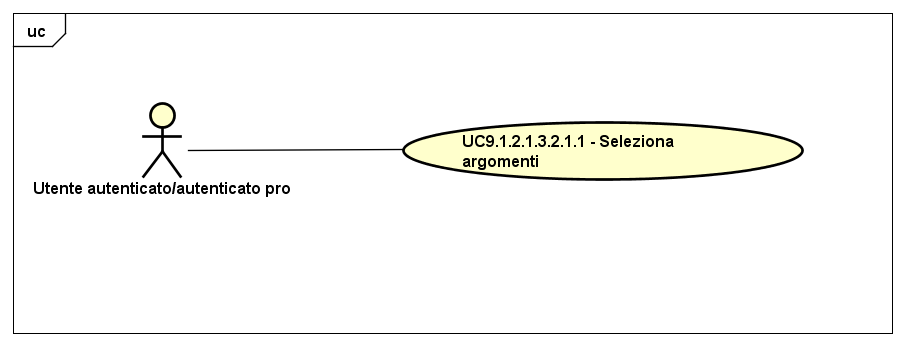 uc
UC9.1.2.1.3.2.1.1 - Seleziona
argomenti
Utente autenticato/autenticato pro